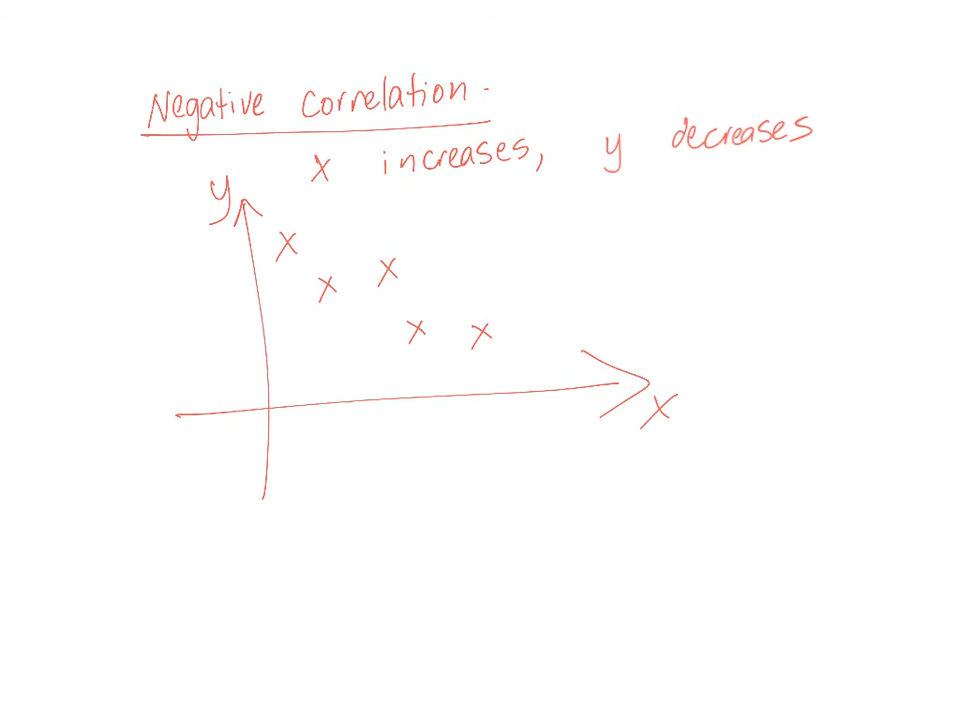 Negative Correlation.
x increases, y decreases
y
x